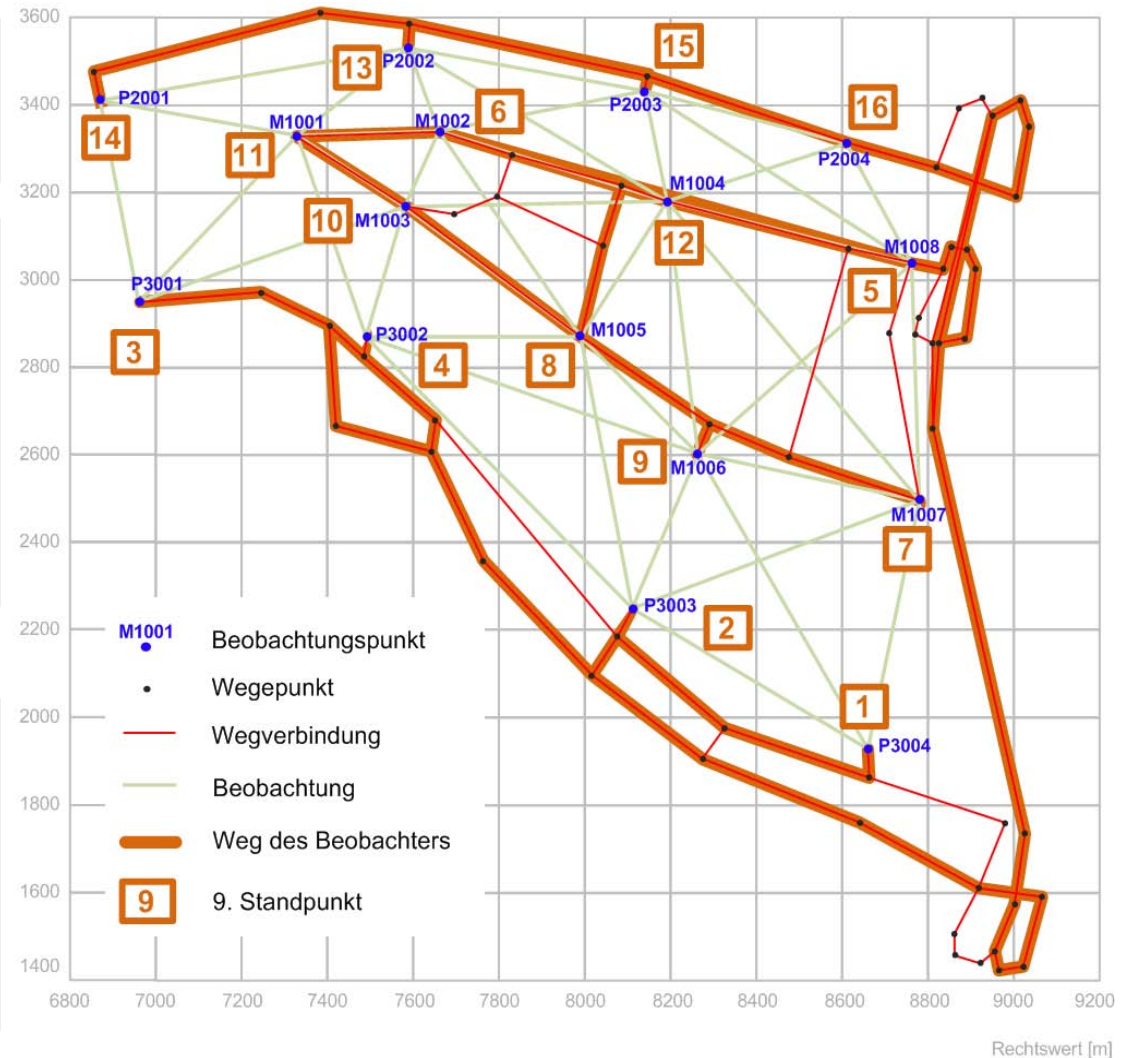 3600
15
P2002
13
P2001
6
P2003
16
3400
M1001
M1002
14
11
P2004
3200
M1004
10
M1003
12
M1008
3000
P3001
5
P3002
M1005
3
4
8
2800
2600
9
M1006
M1007
2400
7
P3003
2200
2
M1001
Beobachtungspunkt
Wegepunkt
1
2000
P3004
Wegverbindung
Beobachtung
1800
Weg des Beobachters
1600
9
9. Standpunkt
1400
6800 7000 7200 7400 7600 7800 8000 8200 8400 8600 8800 9000 9200
Rechtswert [m]